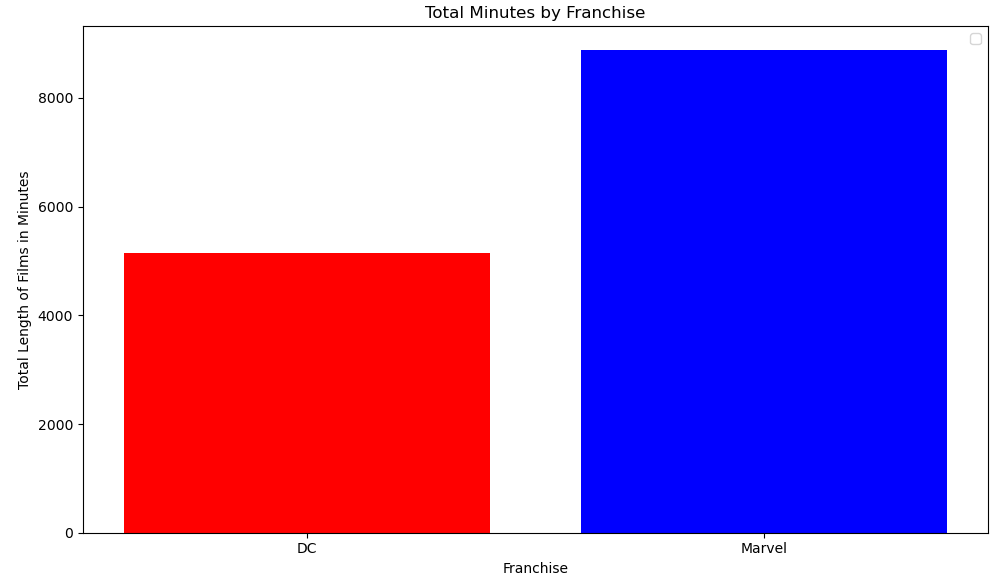 Total Minutes by Franchise
Total Length of Films in Minutes
8000
6000
4000
2000
0
DC
Marvel
Franchise